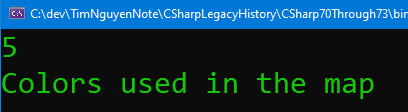 C:\dev\TimNguyenNote\CSharpLegacyHistory\CSharp70Through73\bin
5
Colors used in the map